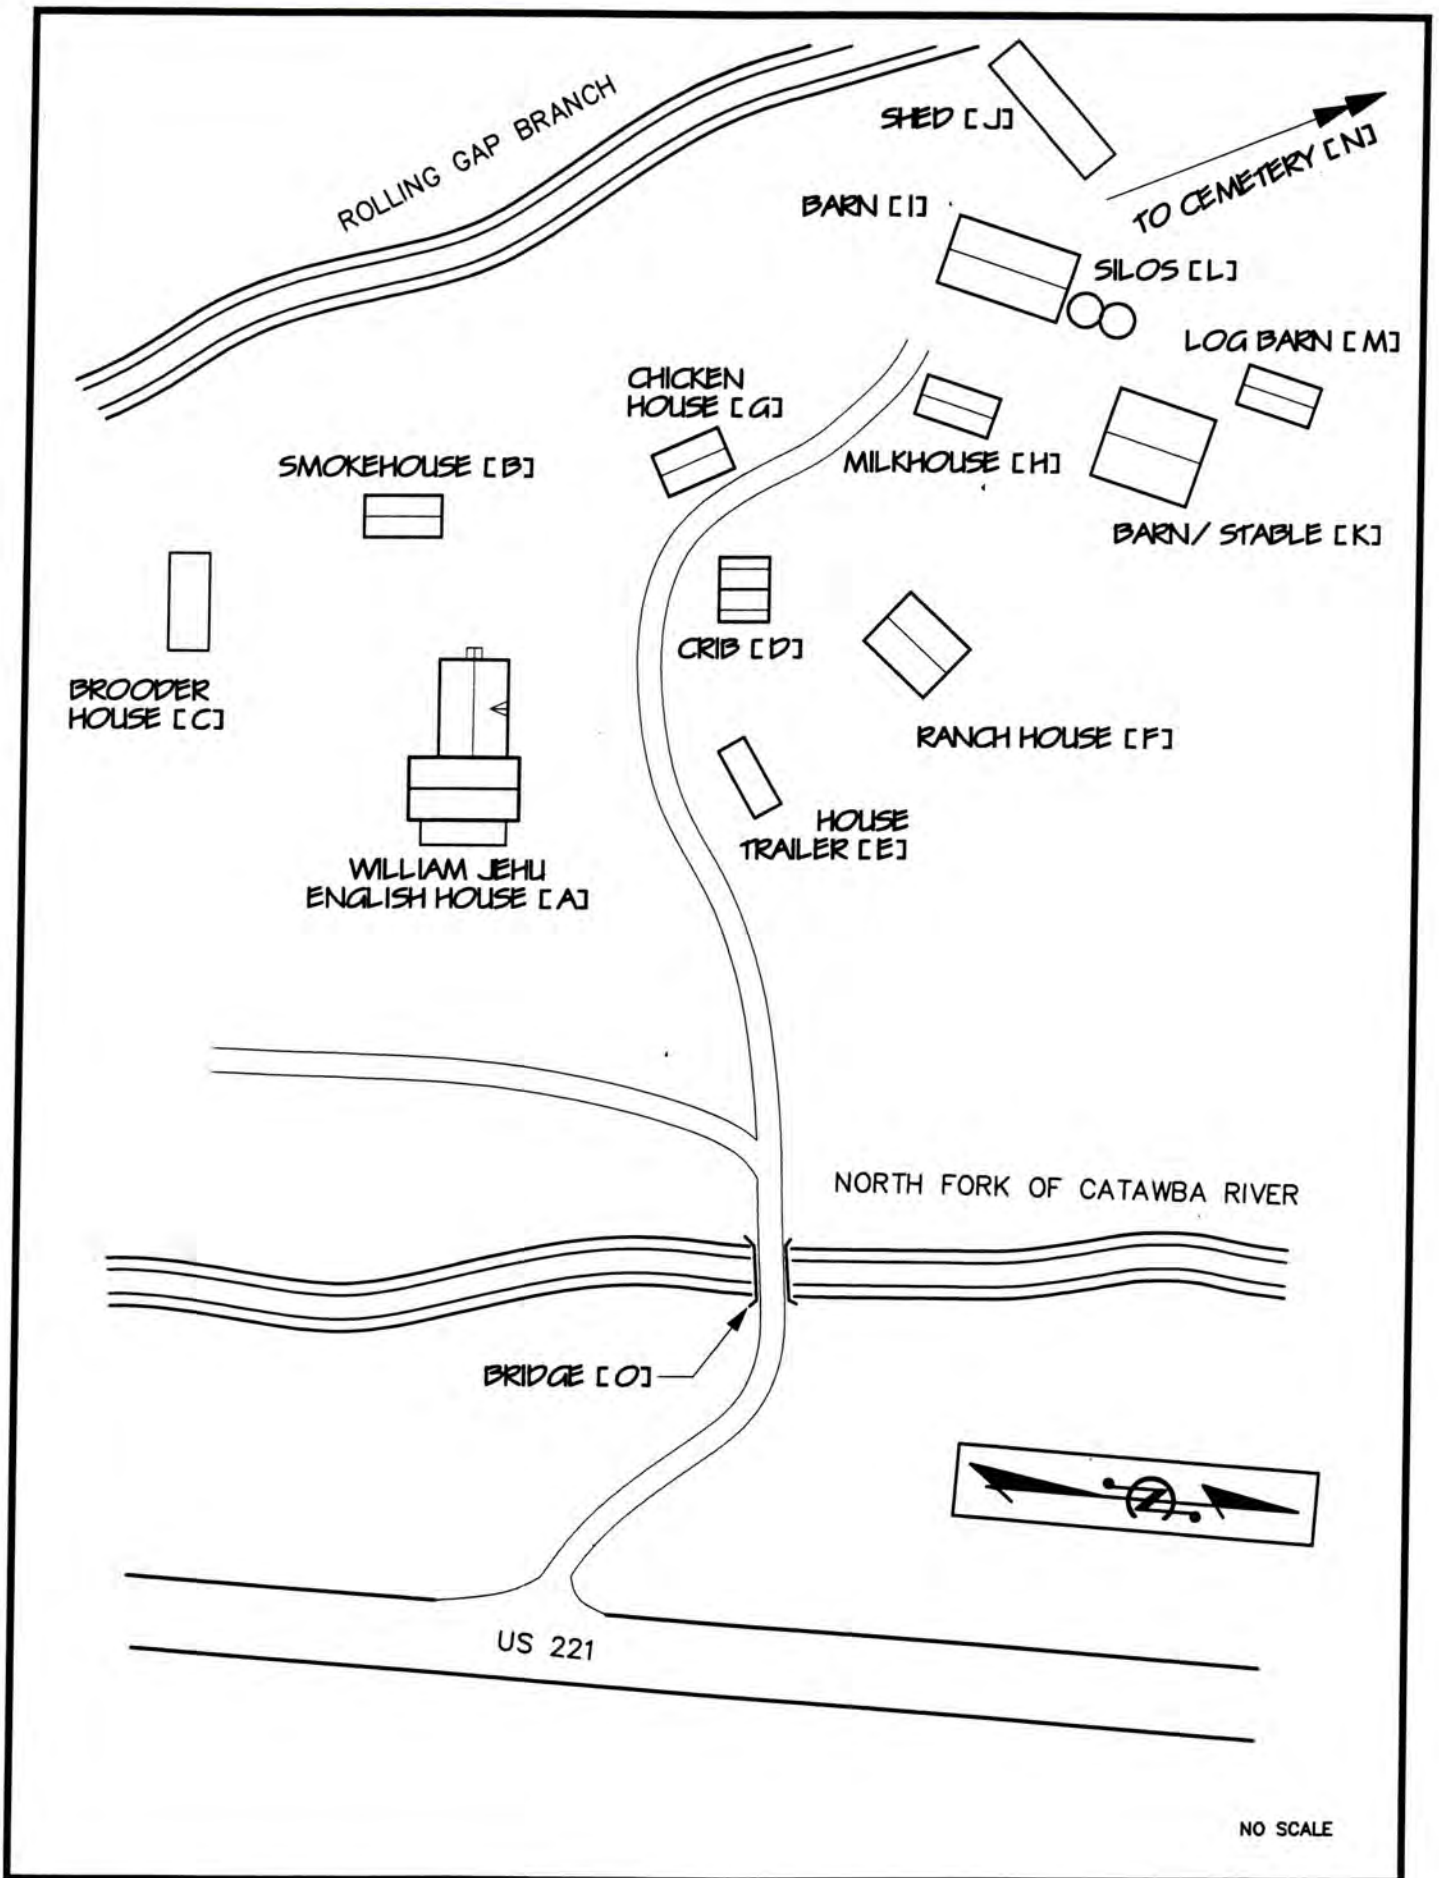 ROLLING GAP BRANCH
SHED [J]
TO CEMETERY [N]
BARN [I]
SILOS [L]
LOG BARN [M]
CHICKEN
HOUSE [G]
SMOKEHOUSE [B]
MILKHOUSE [H]
BARN/ STABLE [K]
CRIB [D]
BROODER
HOUSE [C]
RANCH HOUSE [F]
HOUSE
TRAILER [E]
WILLIAM JEHU
ENGLISH HOUSE [A]
NORTH FORK OF CATAWBA RIVER
BRIDGE [O]
N
US 221
NO SCALE